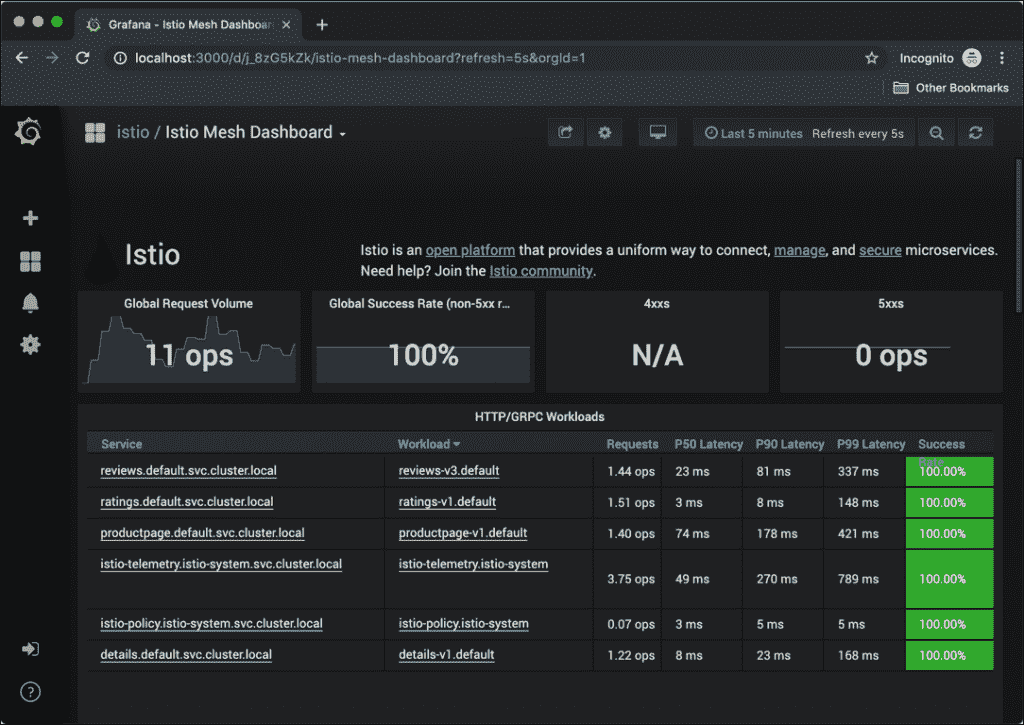 Grafana - Istio Mesh Dashboar
localhost:3000/d/j_8zG5kZk/istio-mesh-dashboard?refresh=5s&orgId=1
Incognito
Other Bookmarks
istio / Istio Mesh Dashboard
Last 5 minutes Refresh every 5s
Istio
Istio is an open platform that provides a uniform way to connect, manage, and secure microservices.
Need help? Join the Istio community.
Global Request Volume
11 ops
Global Success Rate (non-5xx r...
100%
4xxs
N/A
5xxs
0 ops
HTTP/GRPC Workloads
Service Workload Requests P50 Latency P90 Latency P99 Latency Success Rate
reviews.default.svc.cluster.local reviews-v3.default 1.44 ops 23 ms 81 ms 337 ms 100.00%
ratings.default.svc.cluster.local ratings-v1.default 1.51 ops 3 ms 8 ms 148 ms 100.00%
productpage.default.svc.cluster.local productpage-v1.default 1.40 ops 74 ms 178 ms 421 ms 100.00%
istio-telemetry.istio-system.svc.cluster.local istio-telemetry.istio-system 3.75 ops 49 ms 270 ms 789 ms 100.00%
istio-policy.istio-system.svc.cluster.local istio-policy.istio-system 0.07 ops 3 ms 5 ms 5 ms 100.00%
details.default.svc.cluster.local details-v1.default 1.22 ops 8 ms 23 ms 168 ms 100.00%